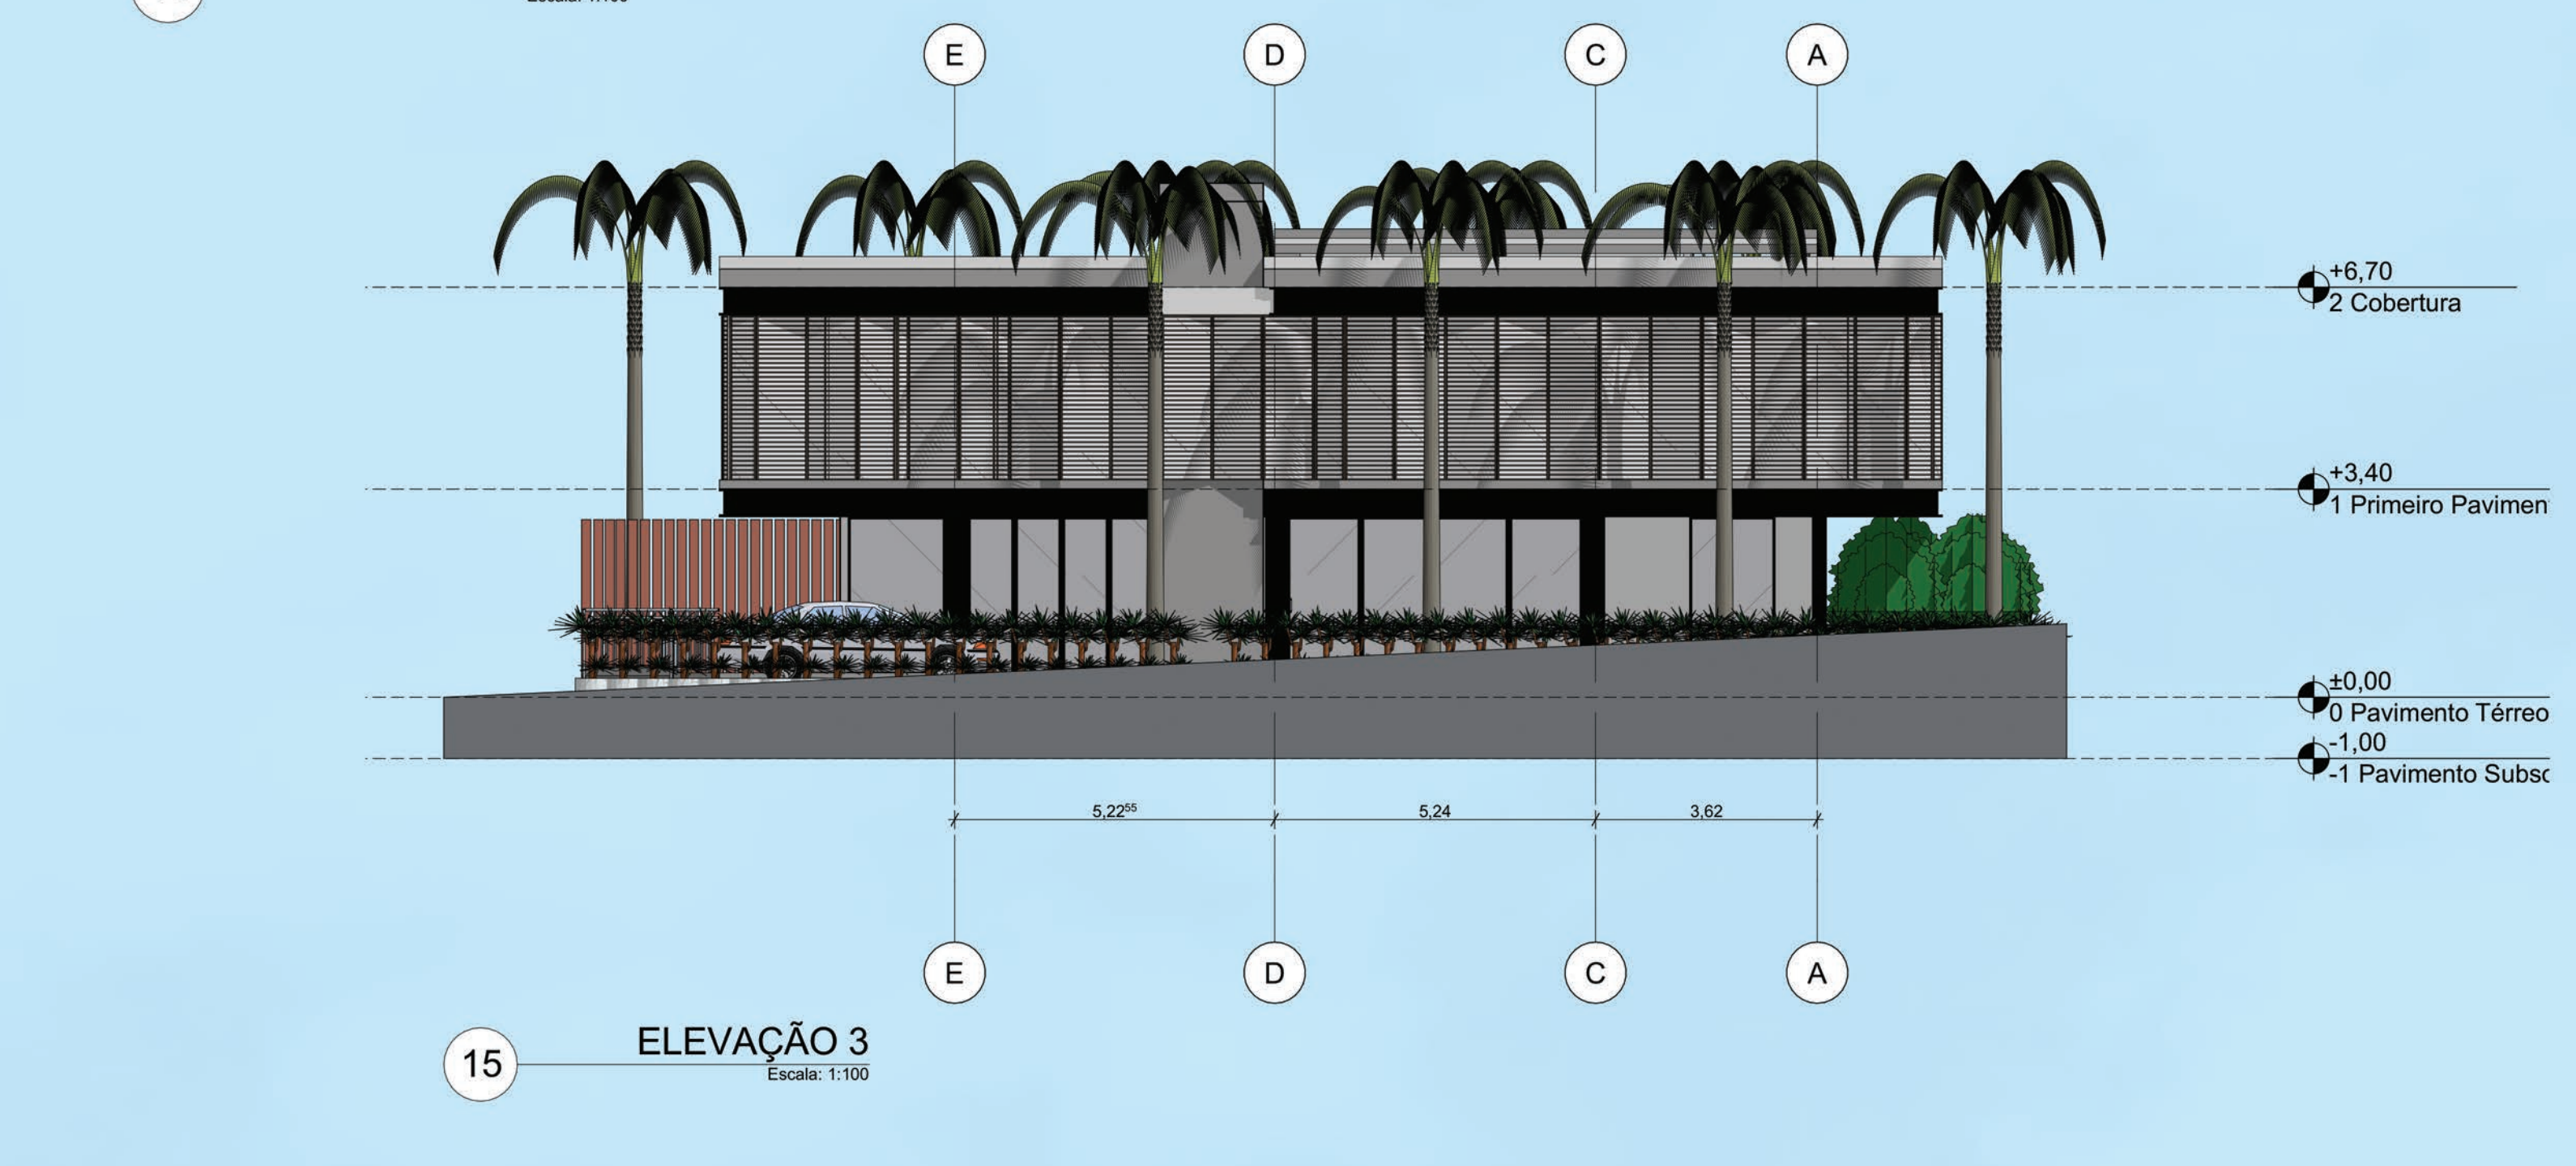 E
D
C
A
+6,70
2 Cobertura
+3,40
1 Primeiro Pavimen
±0,00
0 Pavimento Térreo
-1,00
-1 Pavimento Subsc
5,22⁵⁵
5,24
3,62
E
D
C
A
15
ELEVAÇÃO 3
Escala: 1:100